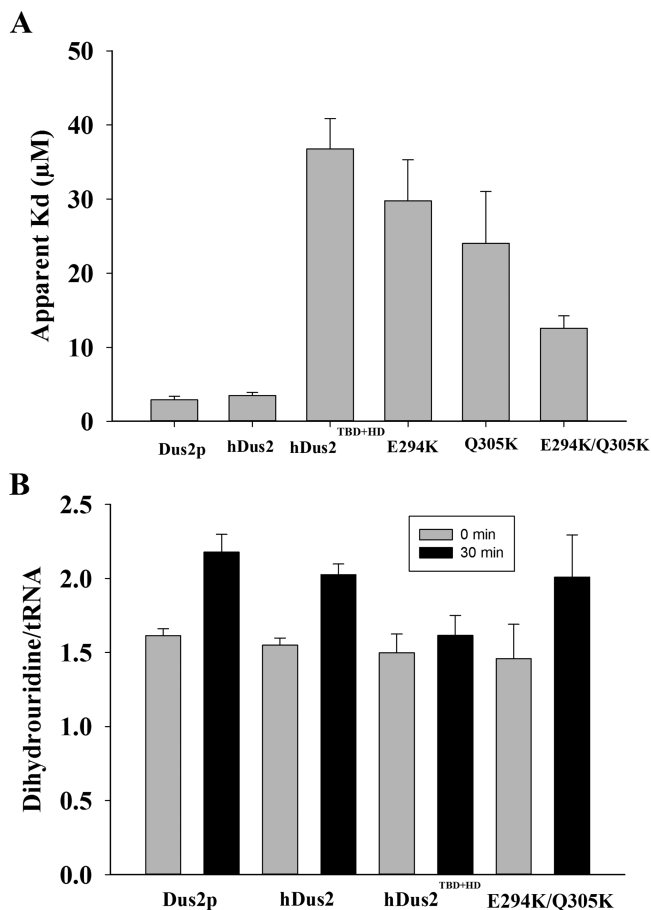 A
50
40
30
20
10
0
Apparent Kd (µM)
Dus2p hDus2 hDus2 TBD+HD E294K Q305K E294K/Q305K
B
2.5
2.0
1.5
1.0
0.5
0.0
Dihydrouridine/tRNA
0 min
30 min
Dus2p hDus2 hDus2 TBD+HD E294K/Q305K